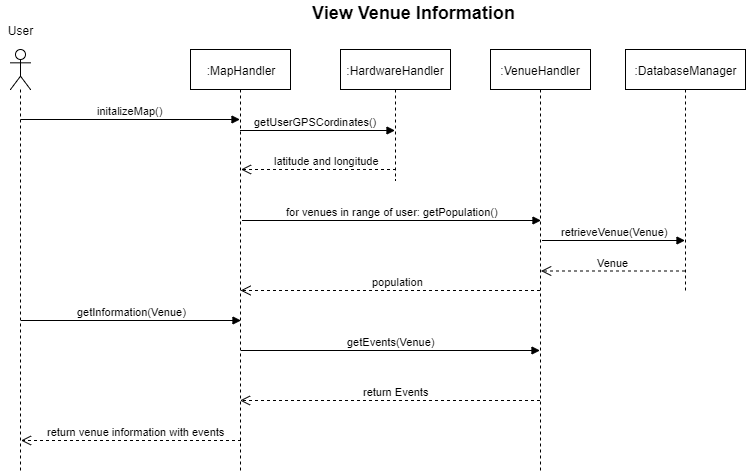 View Venue Information
User
:MapHandler
:HardwareHandler
:VenueHandler
:DatabaseManager
initalizeMap()
getUserGPSCordinates()
latitude and longitude
for venues in range of user: getPopulation()
retrieveVenue(Venue)
Venue
population
getInformation(Venue)
getEvents(Venue)
return Events
return venue information with events